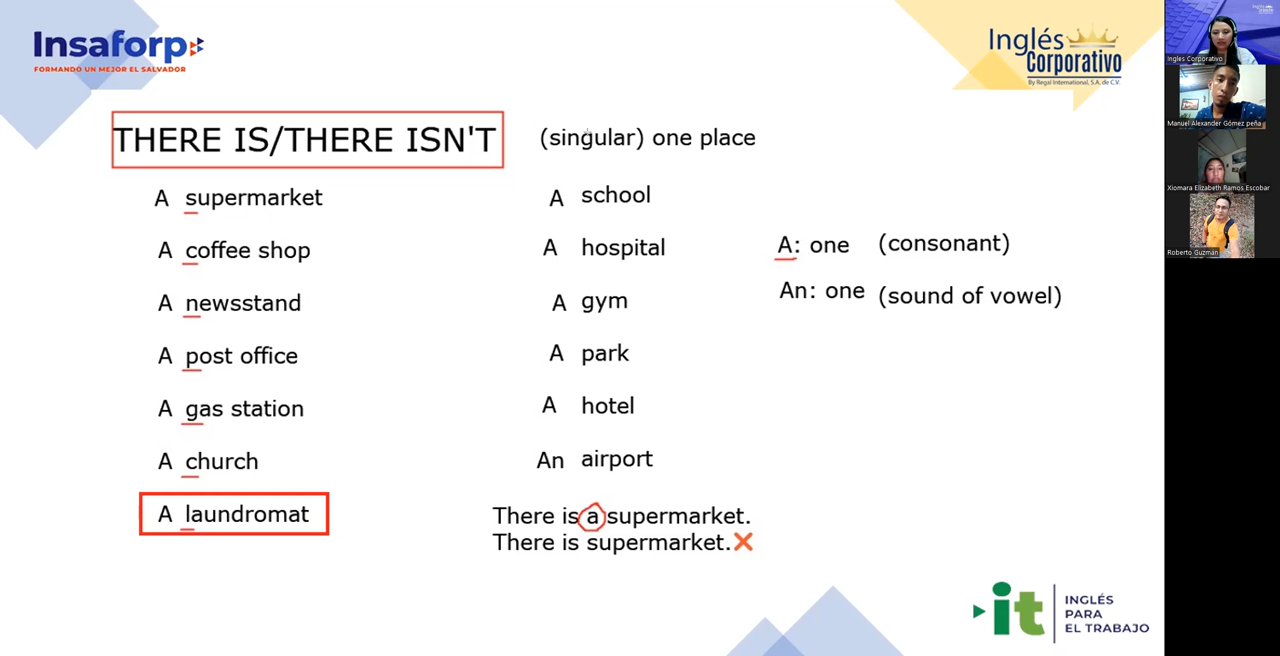 Insaforp
FORMANDO UN MEJOR EL SALVADOR
Inglés
Corporativo
By Regal International, S.A. de C.V.
THERE IS/THERE ISN'T
(singular) one place
A supermarket
A coffee shop
A newsstand
A post office
A gas station
A church
A laundromat
A school
A hospital
A gym
A park
A hotel
An airport
A: one (consonant)
An: one (sound of vowel)
There is a supermarket.
There is supermarket.
it
INGLÉS
PARA
EL TRABAJO
Ingles Corporativo
Manuel Alexander Gómez peña
Xiomara Elizabeth Ramos Escobar
Roberto Guzman